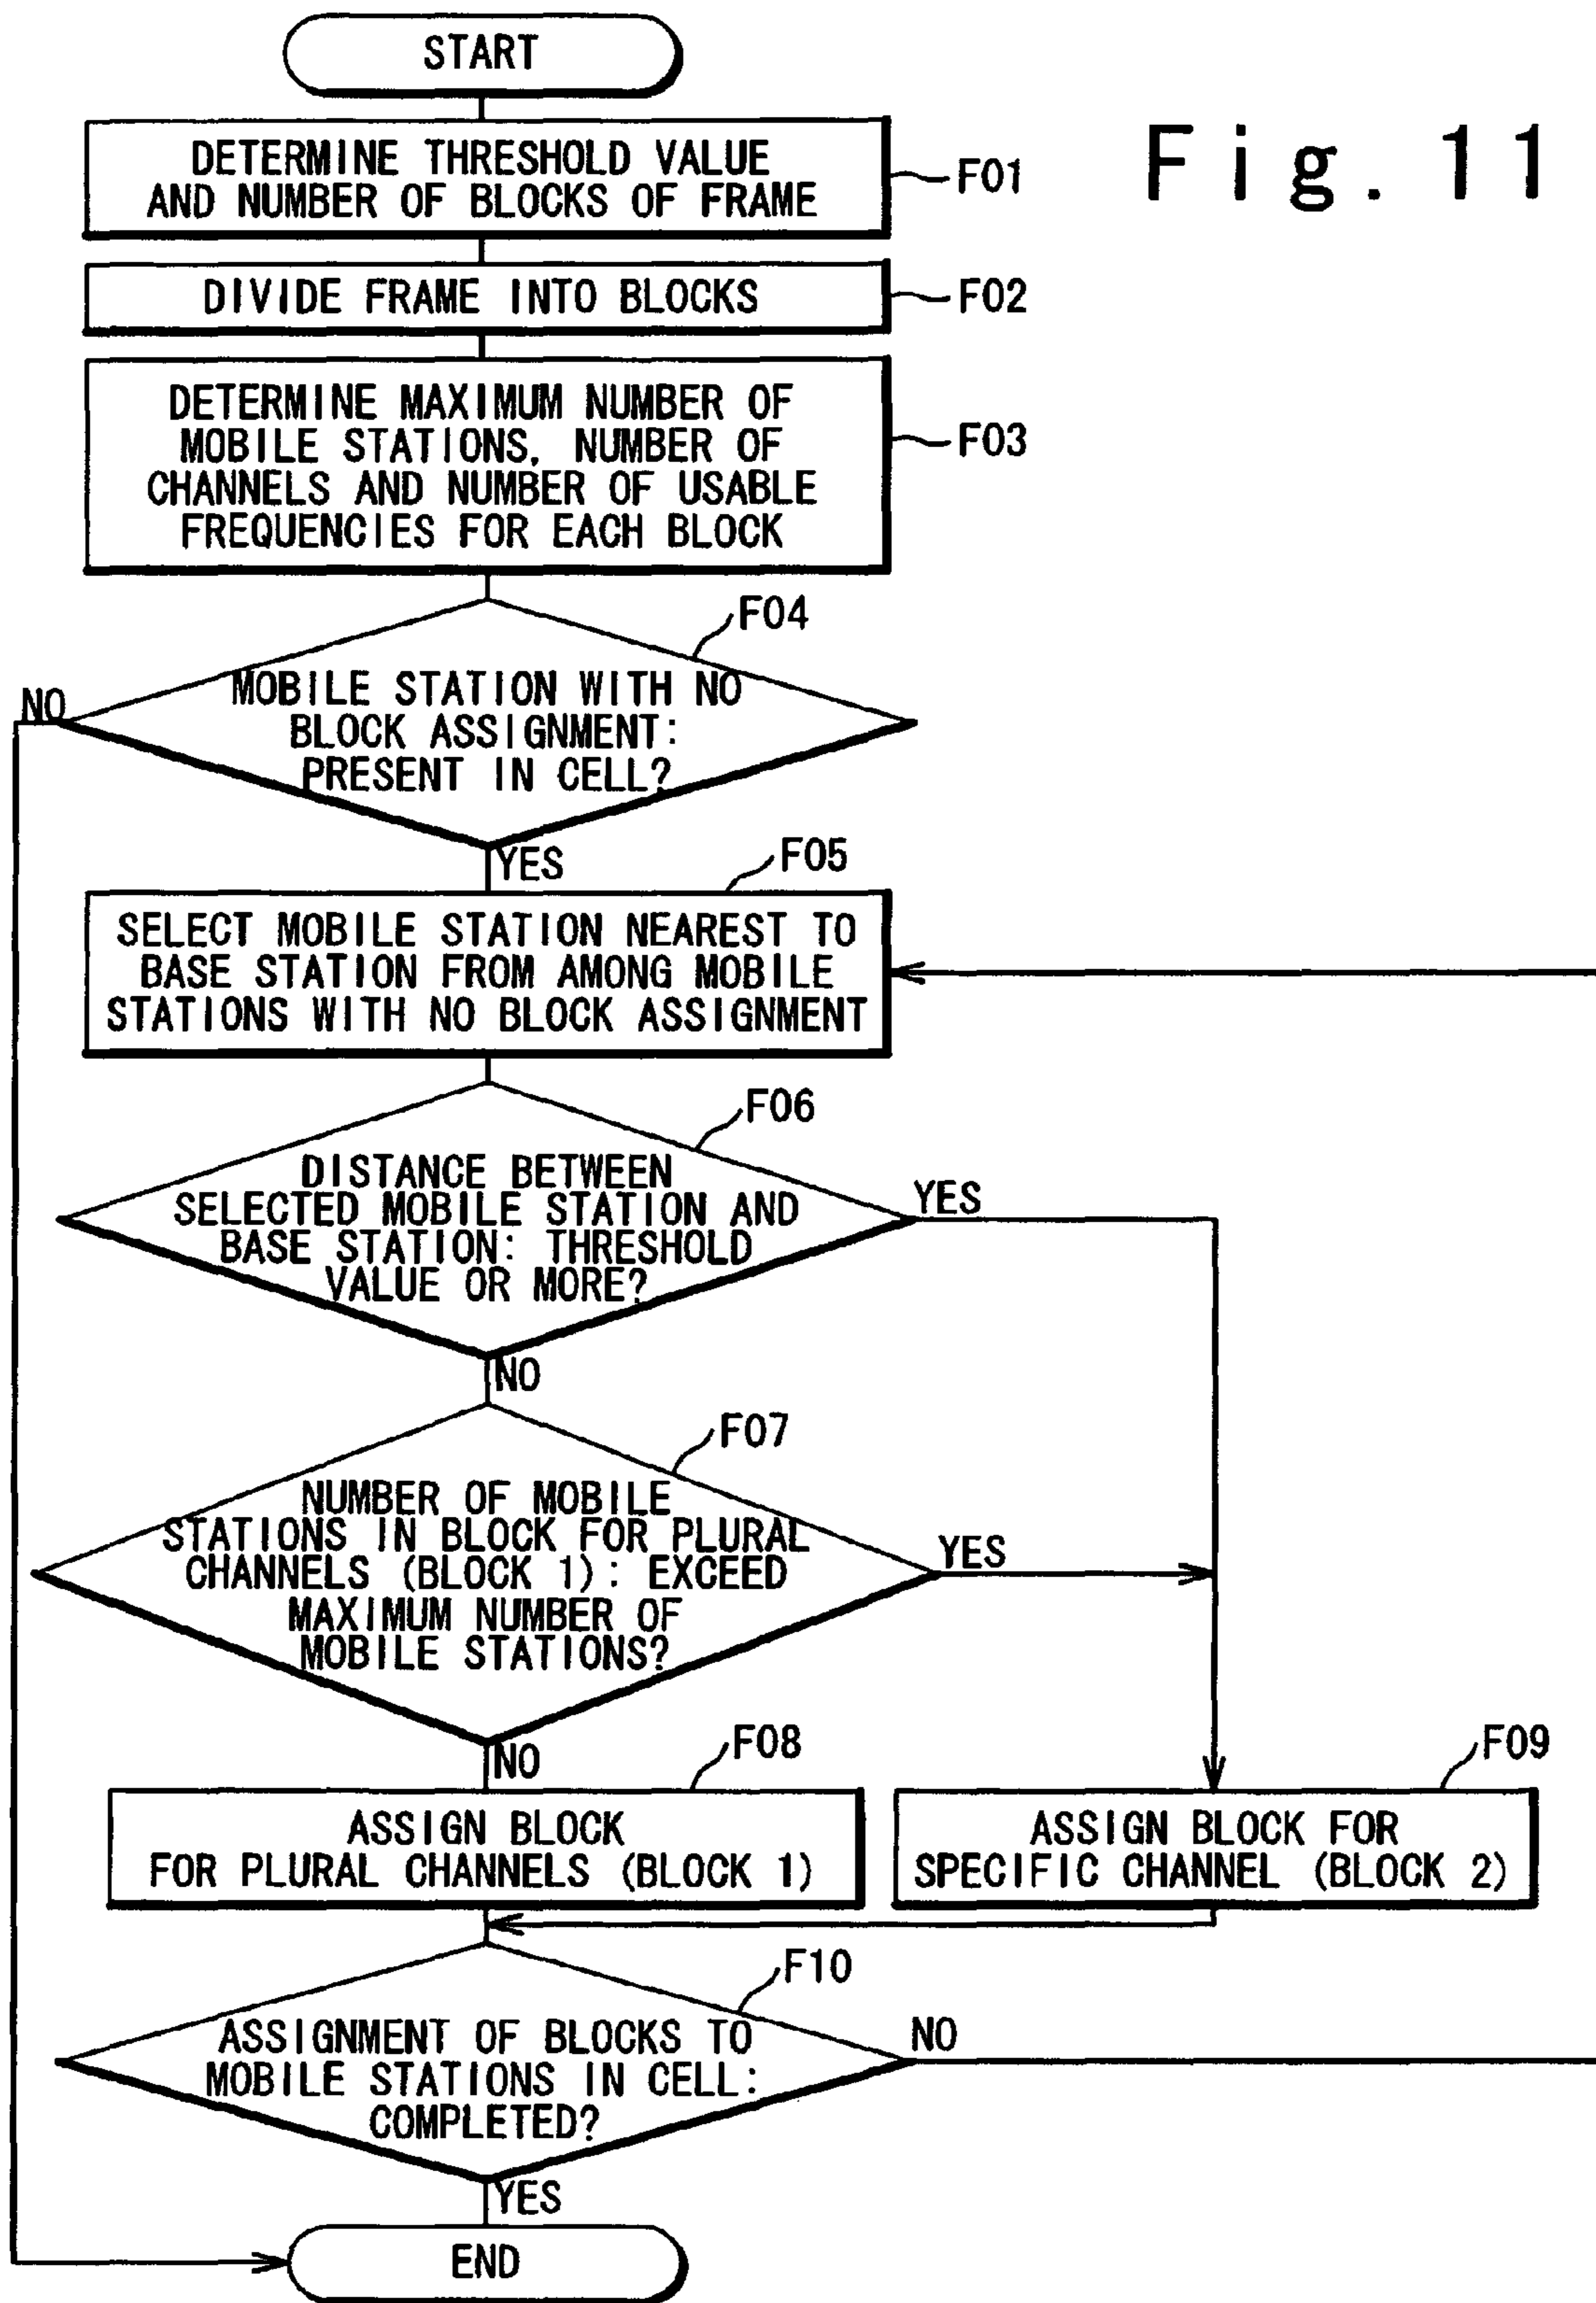 START
Fig. 11
DETERMINE THRESHOLD VALUE
AND NUMBER OF BLOCKS OF FRAME
F01
DIVIDE FRAME INTO BLOCKS
F02
DETERMINE MAXIMUM NUMBER OF
MOBILE STATIONS, NUMBER OF
CHANNELS AND NUMBER OF USABLE
FREQUENCIES FOR EACH BLOCK
F03
F04
MOBILE STATION WITH NO
BLOCK ASSIGNMENT:
PRESENT IN CELL?
NO
YES
F05
SELECT MOBILE STATION NEAREST TO
BASE STATION FROM AMONG MOBILE
STATIONS WITH NO BLOCK ASSIGNMENT
F06
DISTANCE BETWEEN
SELECTED MOBILE STATION AND
BASE STATION: THRESHOLD
VALUE OR MORE?
YES
NO
F07
NUMBER OF MOBILE
STATIONS IN BLOCK FOR PLURAL
CHANNELS (BLOCK 1): EXCEED
MAXIMUM NUMBER OF
MOBILE STATIONS?
YES
NO
F08
ASSIGN BLOCK
FOR PLURAL CHANNELS (BLOCK 1)
F09
ASSIGN BLOCK FOR
SPECIFIC CHANNEL (BLOCK 2)
F10
ASSIGNMENT OF BLOCKS TO
MOBILE STATIONS IN CELL:
COMPLETED?
NO
YES
END